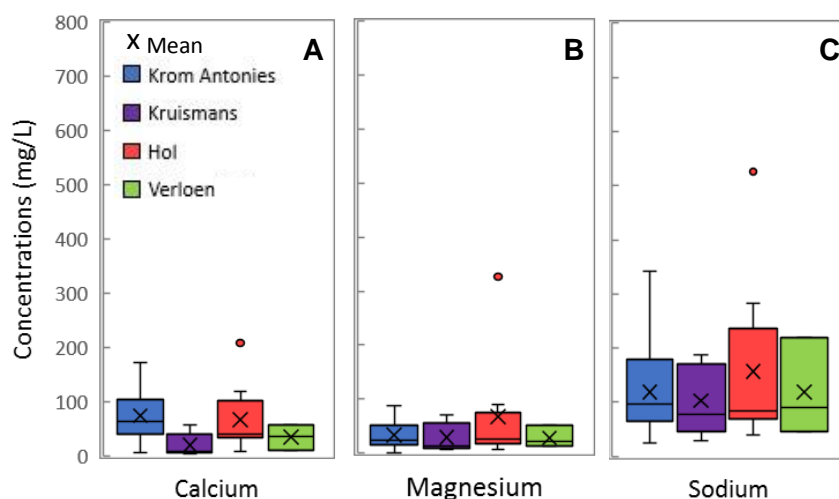 A
B
C
X Mean
Krom Antonies
Kruismans
Hol
Verloen
Concentrations (mg/L)
800
700
600
500
400
300
200
100
0
Calcium
Magnesium
Sodium